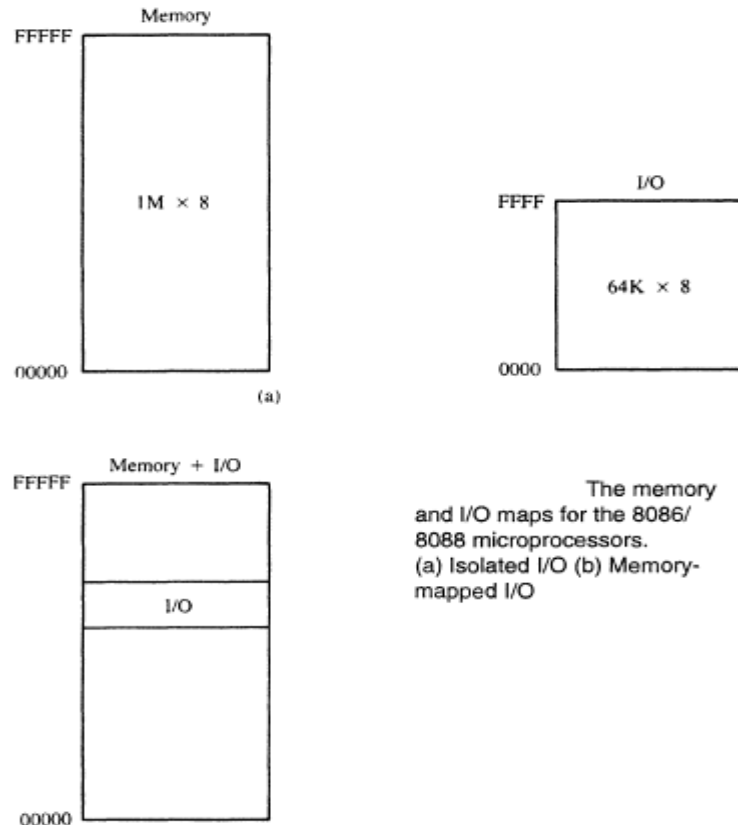 Memory
FFFFF
1M × 8
00000
(a)
I/O
FFFF
64K × 8
0000
Memory + I/O
FFFFF
I/O
00000
The memory
and I/O maps for the 8086/
8088 microprocessors.
(a) Isolated I/O (b) Memory-
mapped I/O